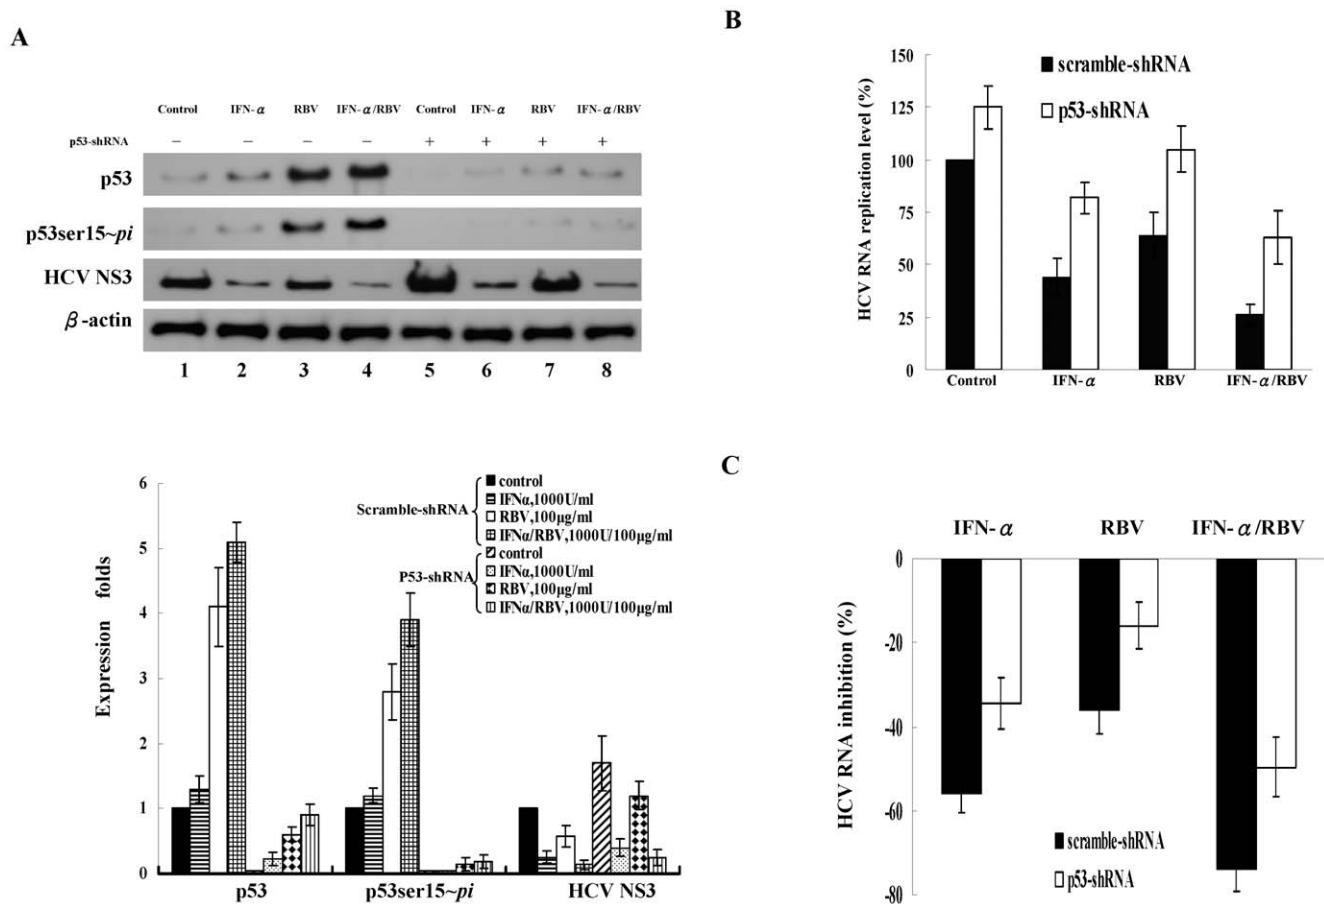 A
Control IFN-α RBV IFN-α/RBV Control IFN-α RBV IFN-α/RBV
p53-shRNA − − − − + + + +
p53
p53ser15~pi
HCV NS3
β-actin
1 2 3 4 5 6 7 8
Expression folds
6
5
4
3
2
1
0
Scramble-shRNA
control
IFNα,1000U/ml
RBV,100μg/ml
IFNα/RBV,1000U/100μg/ml
P53-shRNA
control
IFNα,1000U/ml
RBV,100μg/ml
IFNα/RBV,1000U/100μg/ml
p53 p53ser15~pi HCV NS3
B
HCV RNA replication level (%)
150
125
100
75
50
25
0
scramble-shRNA
p53-shRNA
Control IFN-α RBV IFN-α/RBV
C
IFN-α RBV IFN-α/RBV
HCV RNA inhibition (%)
-0
-20
-40
-60
-80
scramble-shRNA
p53-shRNA